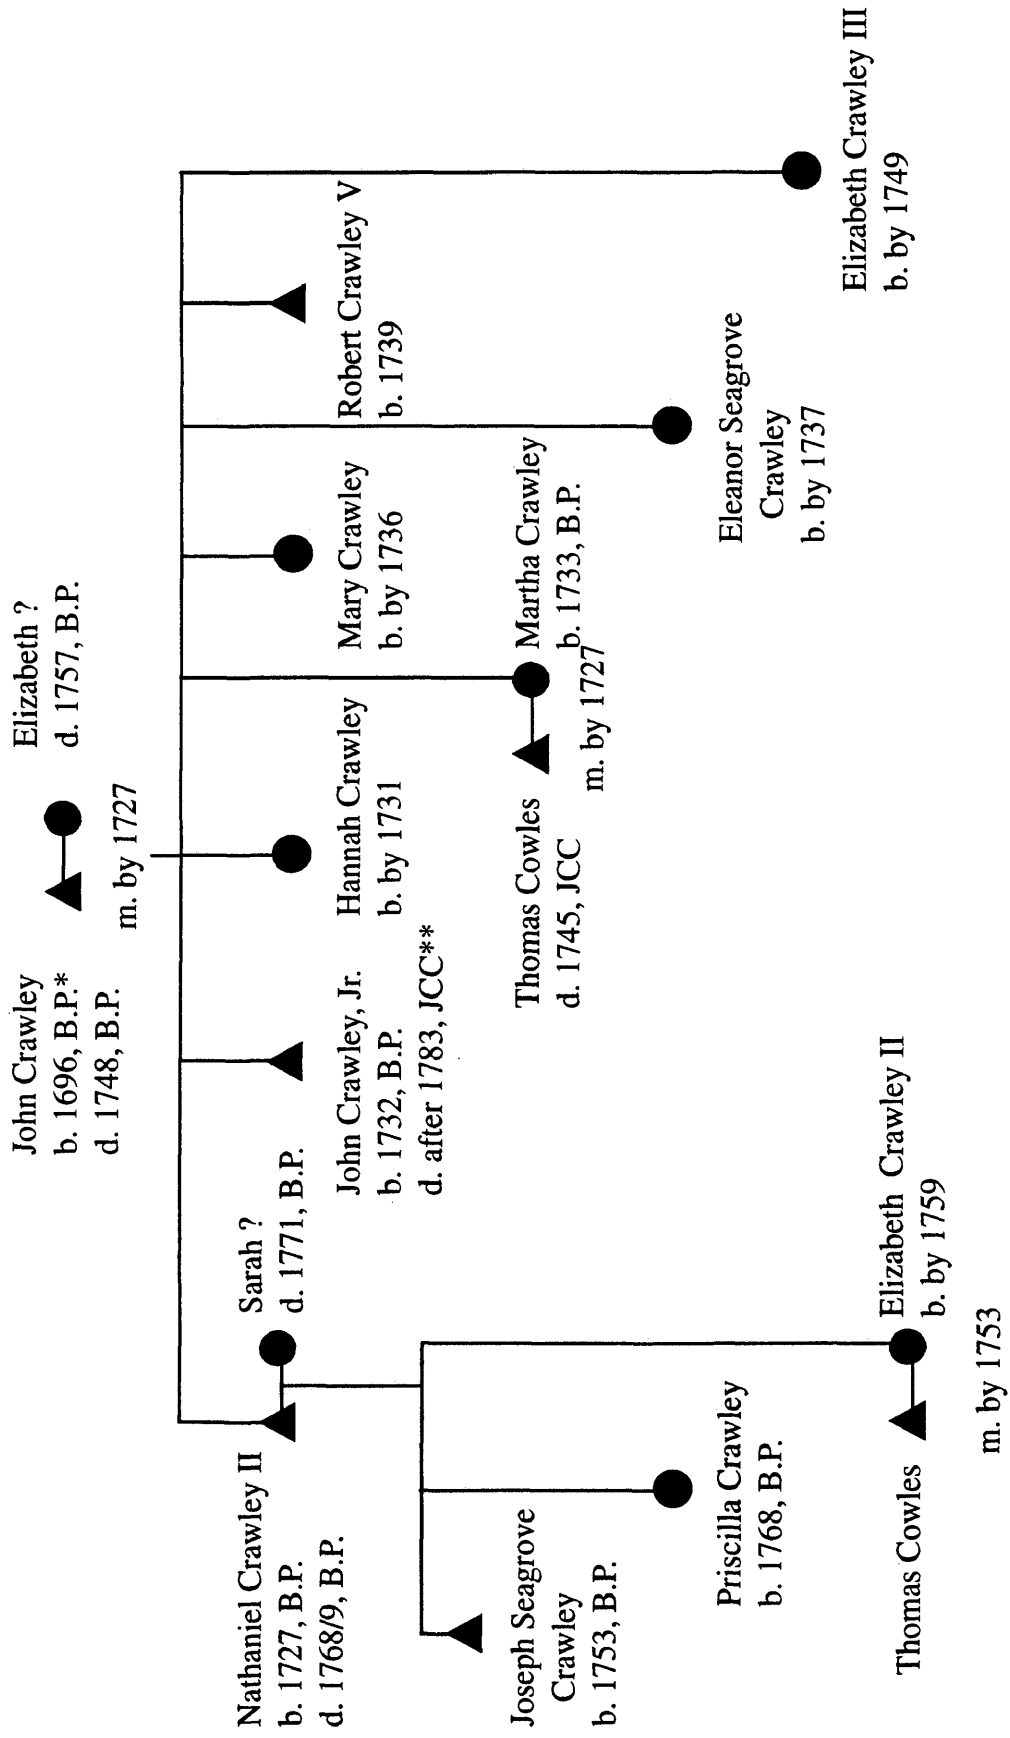 John Crawley
b. 1696, B.P.*
d. 1748, B.P.
Elizabeth ?
d. 1757, B.P.
m. by 1727
Nathaniel Crawley II
b. 1727, B.P.
d. 1768/9, B.P.
Sarah ?
d. 1771, B.P.
John Crawley, Jr.
b. 1732, B.P.
d. after 1783, JCC**
Hannah Crawley
b. by 1731
Mary Crawley
b. by 1736
Robert Crawley V
b. 1739
Joseph Seagrove
Crawley
b. 1753, B.P.
Thomas Cowles
d. 1745, JCC
Martha Crawley
b. 1733, B.P.
m. by 1727
Priscilla Crawley
b. 1768, B.P.
Eleanor Seagrove
Crawley
b. by 1737
Thomas Cowles
Elizabeth Crawley II
b. by 1759
m. by 1753
Elizabeth Crawley III
b. by 1749